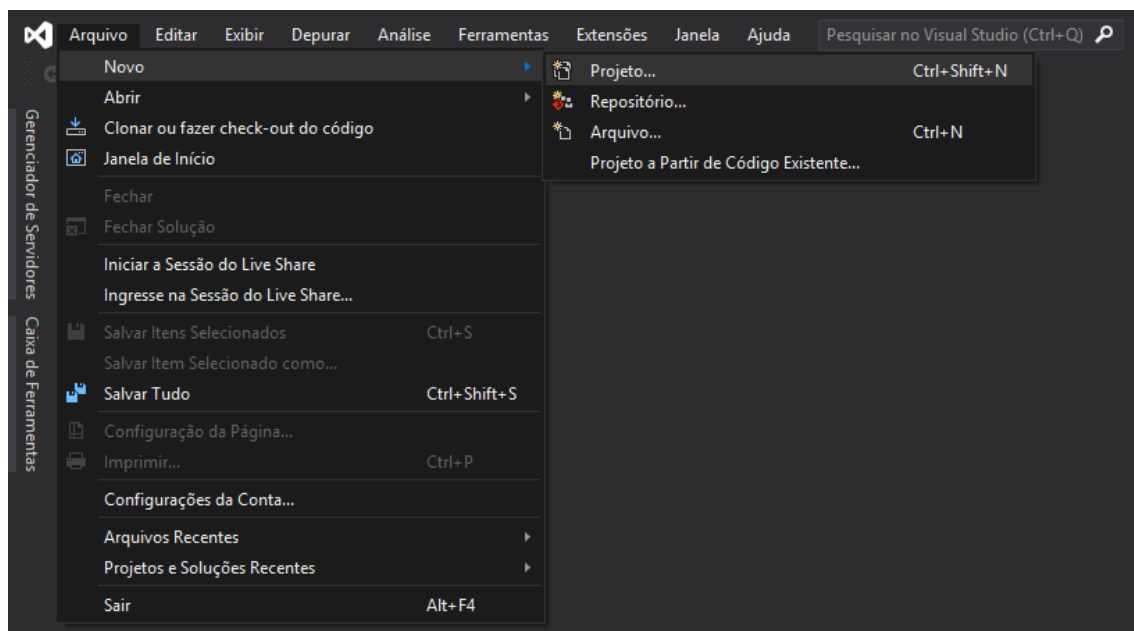 Arquivo Editar Exibir Depurar Análise Ferramentas Extensões Janela Ajuda Pesquisar no Visual Studio (Ctrl+Q)
Novo
Abrir
Clonar ou fazer check-out do código
Janela de Início
Fechar
Fechar Solução
Iniciar a Sessão do Live Share
Ingresse na Sessão do Live Share...
Salvar Itens Selecionados Ctrl+S
Salvar Item Selecionado como...
Salvar Tudo Ctrl+Shift+S
Configuração da Página...
Imprimir... Ctrl+P
Configurações da Conta...
Arquivos Recentes
Projetos e Soluções Recentes
Sair Alt+F4
Projeto... Ctrl+Shift+N
Repositório...
Arquivo... Ctrl+N
Projeto a Partir de Código Existente...
Gerenciador de Servidores
Caixa de Ferramentas